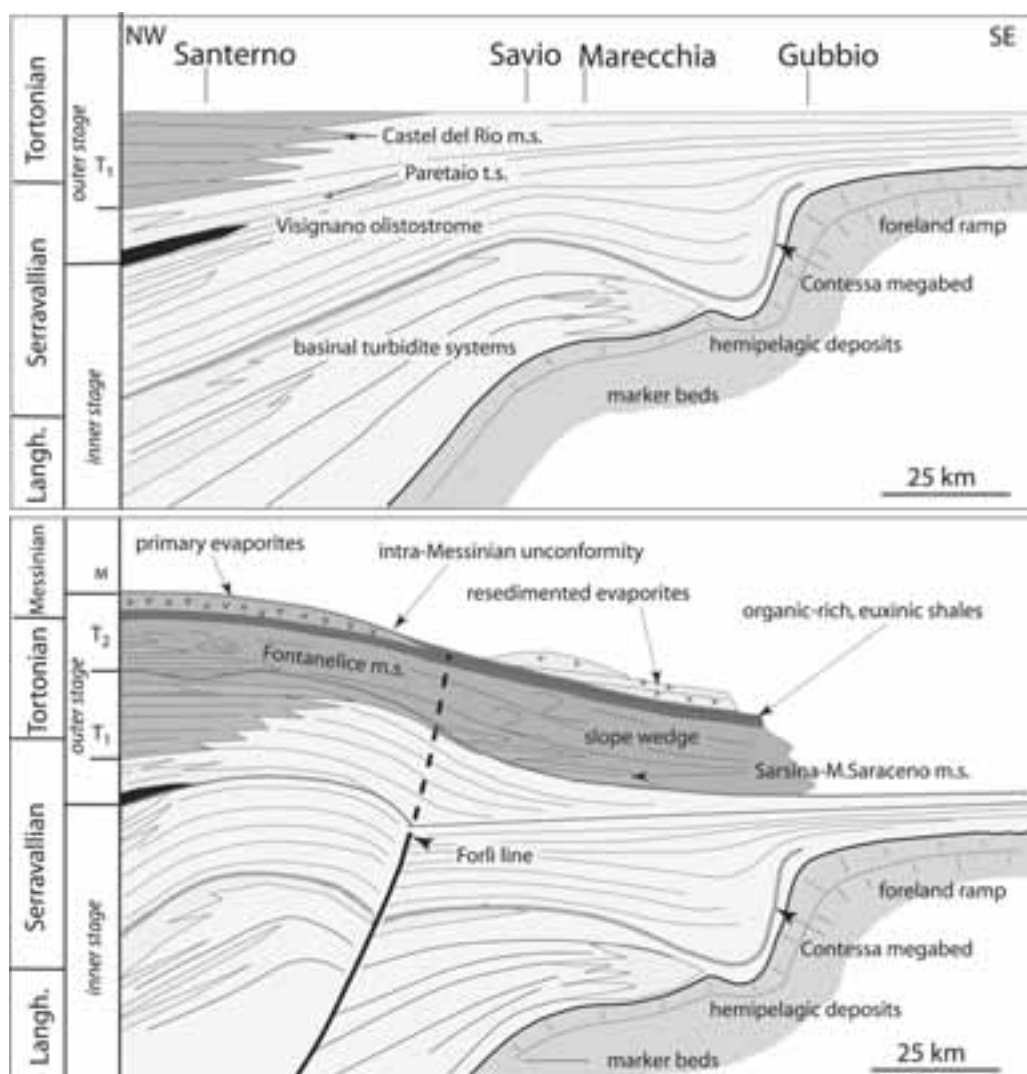 NW
SE
Santerno
Savio
Marecchia
Gubbio
Tortonian
Serravallian
Langh.
outer stage
T1
inner stage
Castel del Rio m.s.
Paretaio t.s.
Visignano olistostrome
foreland ramp
Contessa megabed
basinal turbidite systems
hemipelagic deposits
marker beds
25 km
Messinian
Tortonian
Serravallian
Langh.
M
T2
outer stage
T1
inner stage
primary evaporites
intra-Messinian unconformity
resedimented evaporites
organic-rich, euxinic shales
Fontanelice m.s.
slope wedge
Sarsina-M.Saraceno m.s.
Forlì line
foreland ramp
Contessa megabed
hemipelagic deposits
marker beds
25 km